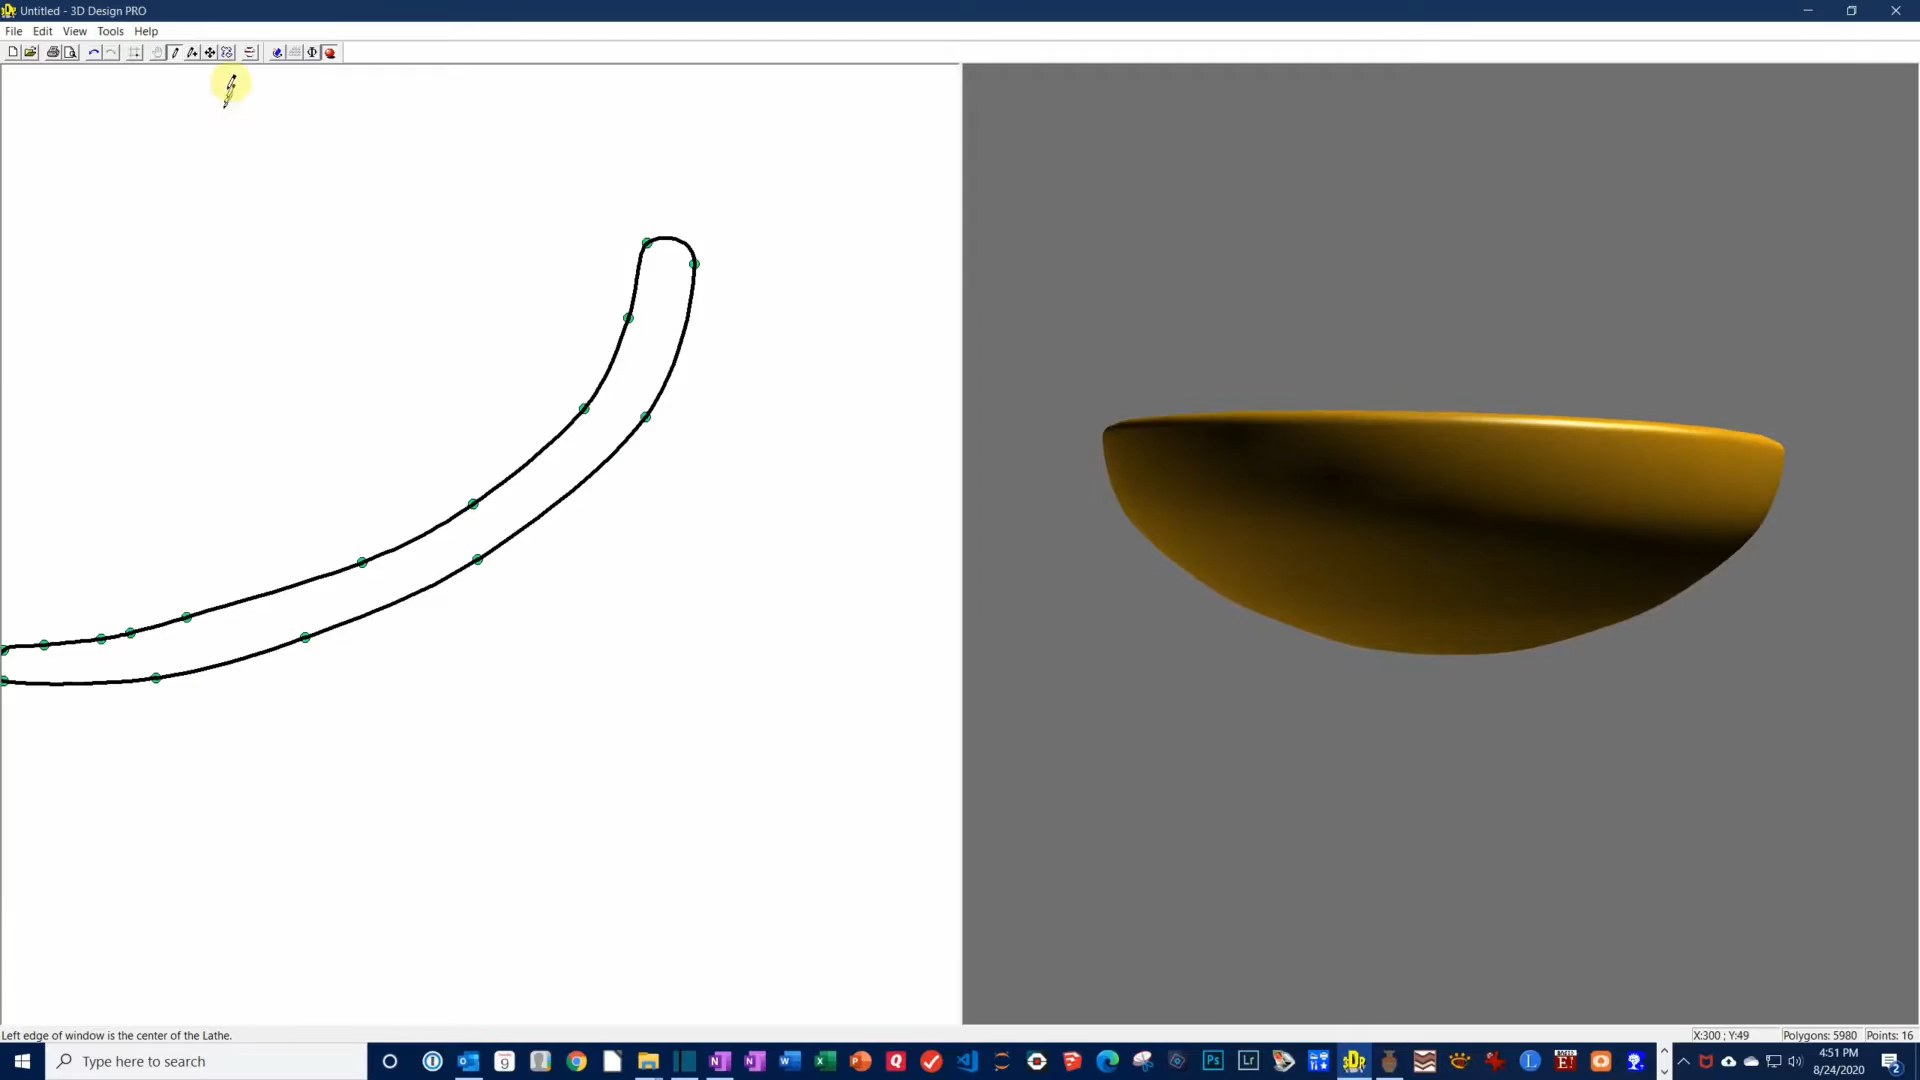 Untitled - 3D Design PRO
File Edit View Tools Help
Left edge of window is the center of the Lathe.
X:300 ; Y:49 Polygons: 5980 Points: 16
Type here to search
4:51 PM
8/24/2020